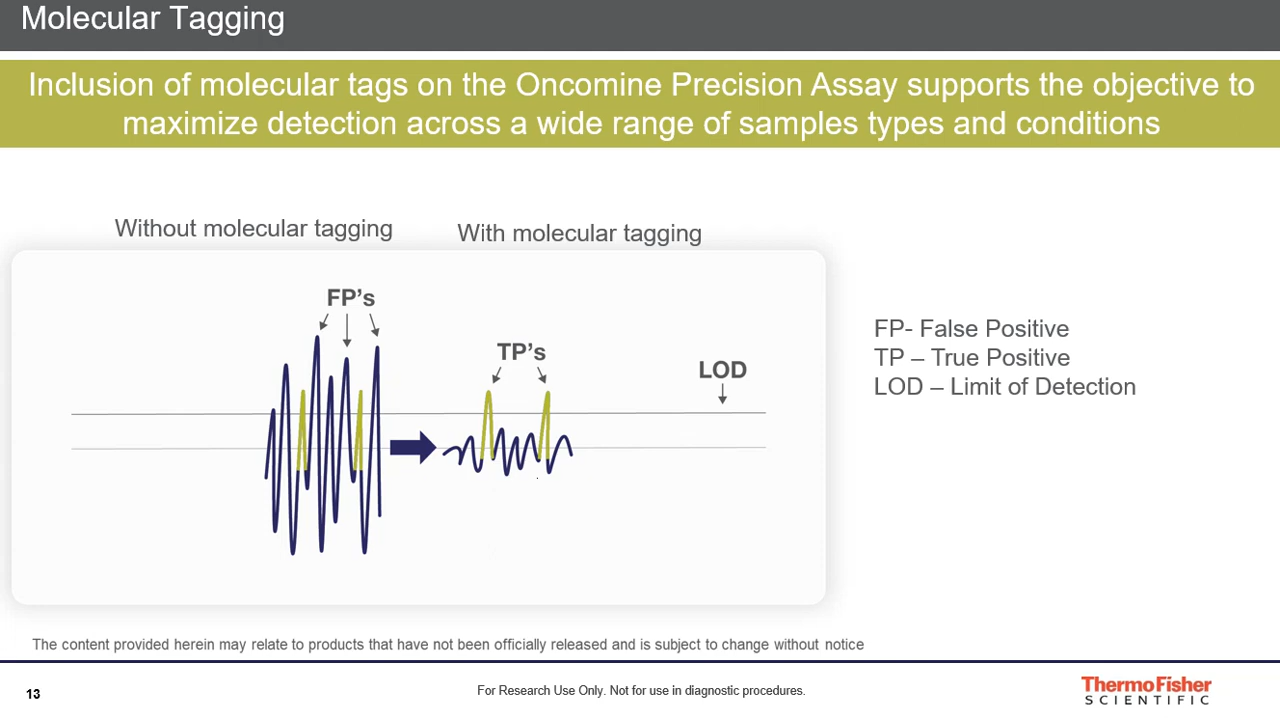 Molecular Tagging
Inclusion of molecular tags on the Oncomine Precision Assay supports the objective to
maximize detection across a wide range of samples types and conditions
Without molecular tagging
With molecular tagging
FP's
TP's
LOD
FP- False Positive
TP – True Positive
LOD – Limit of Detection
The content provided herein may relate to products that have not been officially released and is subject to change without notice
13
For Research Use Only. Not for use in diagnostic procedures.
ThermoFisher
SCIENTIFIC